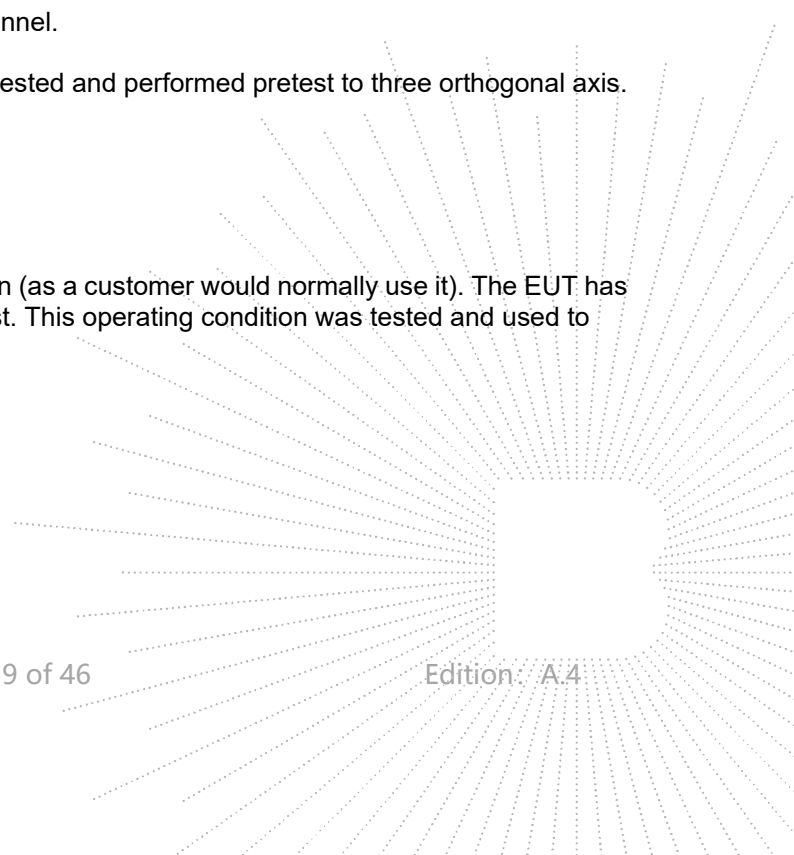 nnel.
ested and performed pretest to three orthogonal axis.
n (as a customer would normally use it). The EUT has
st. This operating condition was tested and used to
9 of 46 Edition：A.4